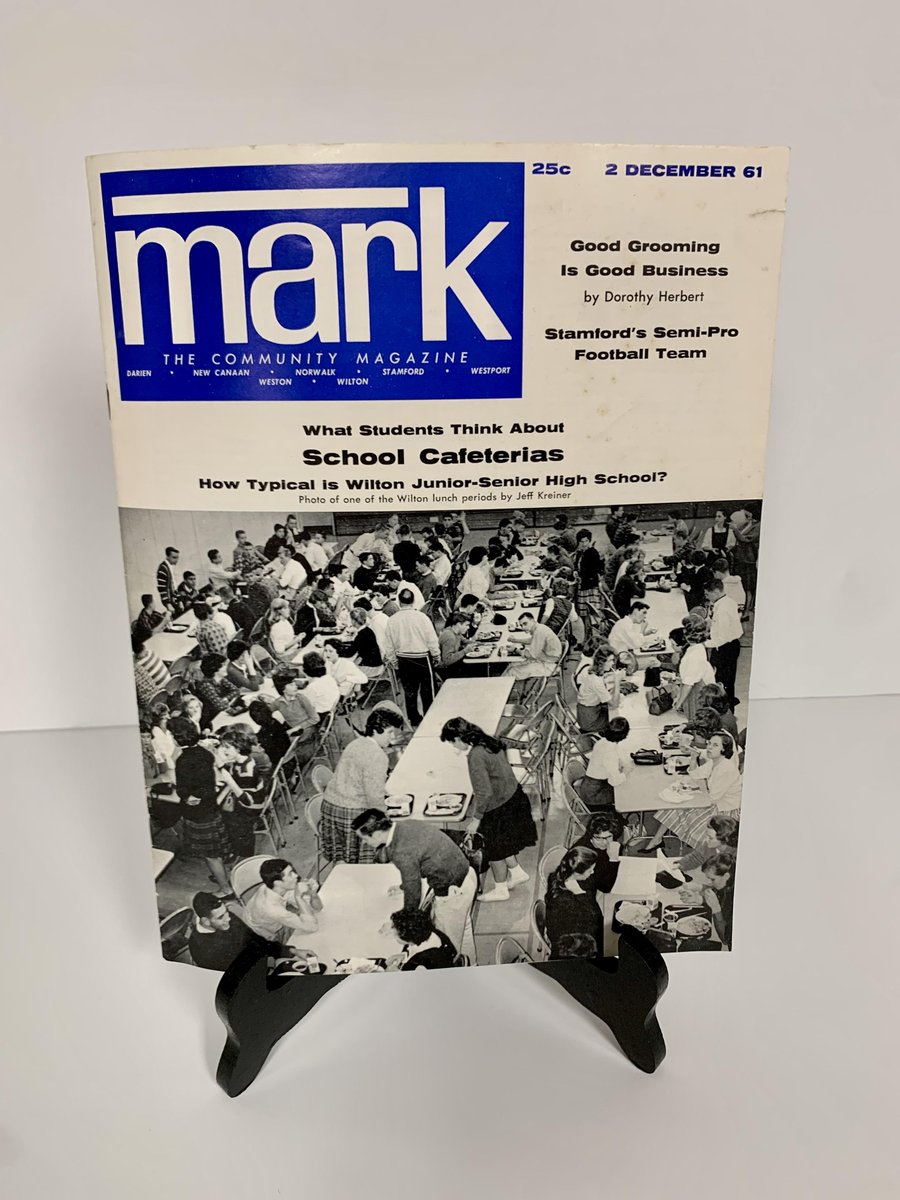 mark
THE COMMUNITY MAGAZINE
DARIEN • NEW CANAAN • NORWALK • STAMFORD • WESTPORT
WESTON • WILTON
25c 2 DECEMBER 61
Good Grooming
Is Good Business
by Dorothy Herbert
Stamford's Semi-Pro
Football Team
What Students Think About
School Cafeterias
How Typical is Wilton Junior-Senior High School?
Photo of one of the Wilton lunch periods by Jeff Kreiner